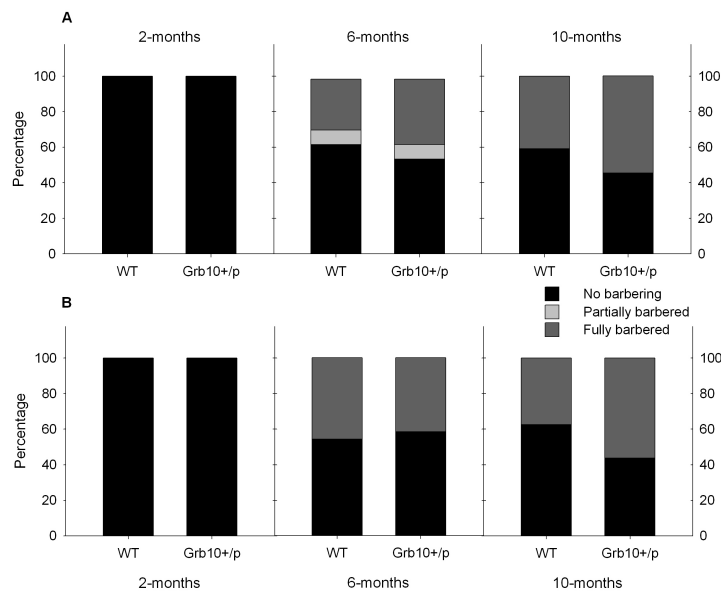 A
2-months 6-months 10-months
Percentage
100 100
80 80
60 60
40 40
20 20
0 0
WT Grb10+/p WT Grb10+/p WT Grb10+/p
No barbering
Partially barbered
Fully barbered
B
Percentage
100 100
80 80
60 60
40 40
20 20
0 0
WT Grb10+/p WT Grb10+/p WT Grb10+/p
2-months 6-months 10-months